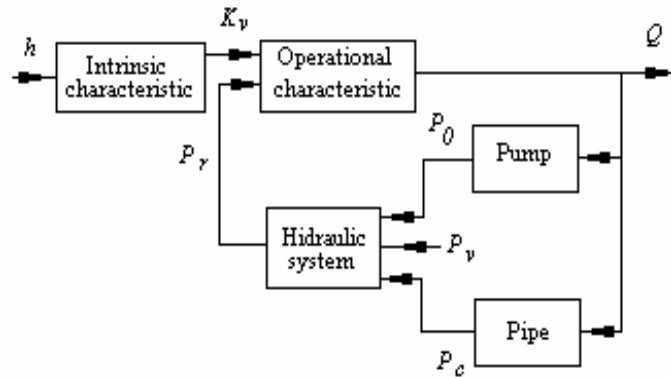 h
Intrinsic
characteristic
K_v
Operational
characteristic
Q
P_r
P_0
Pump
Hidraulic
system
P_v
P_c
Pipe